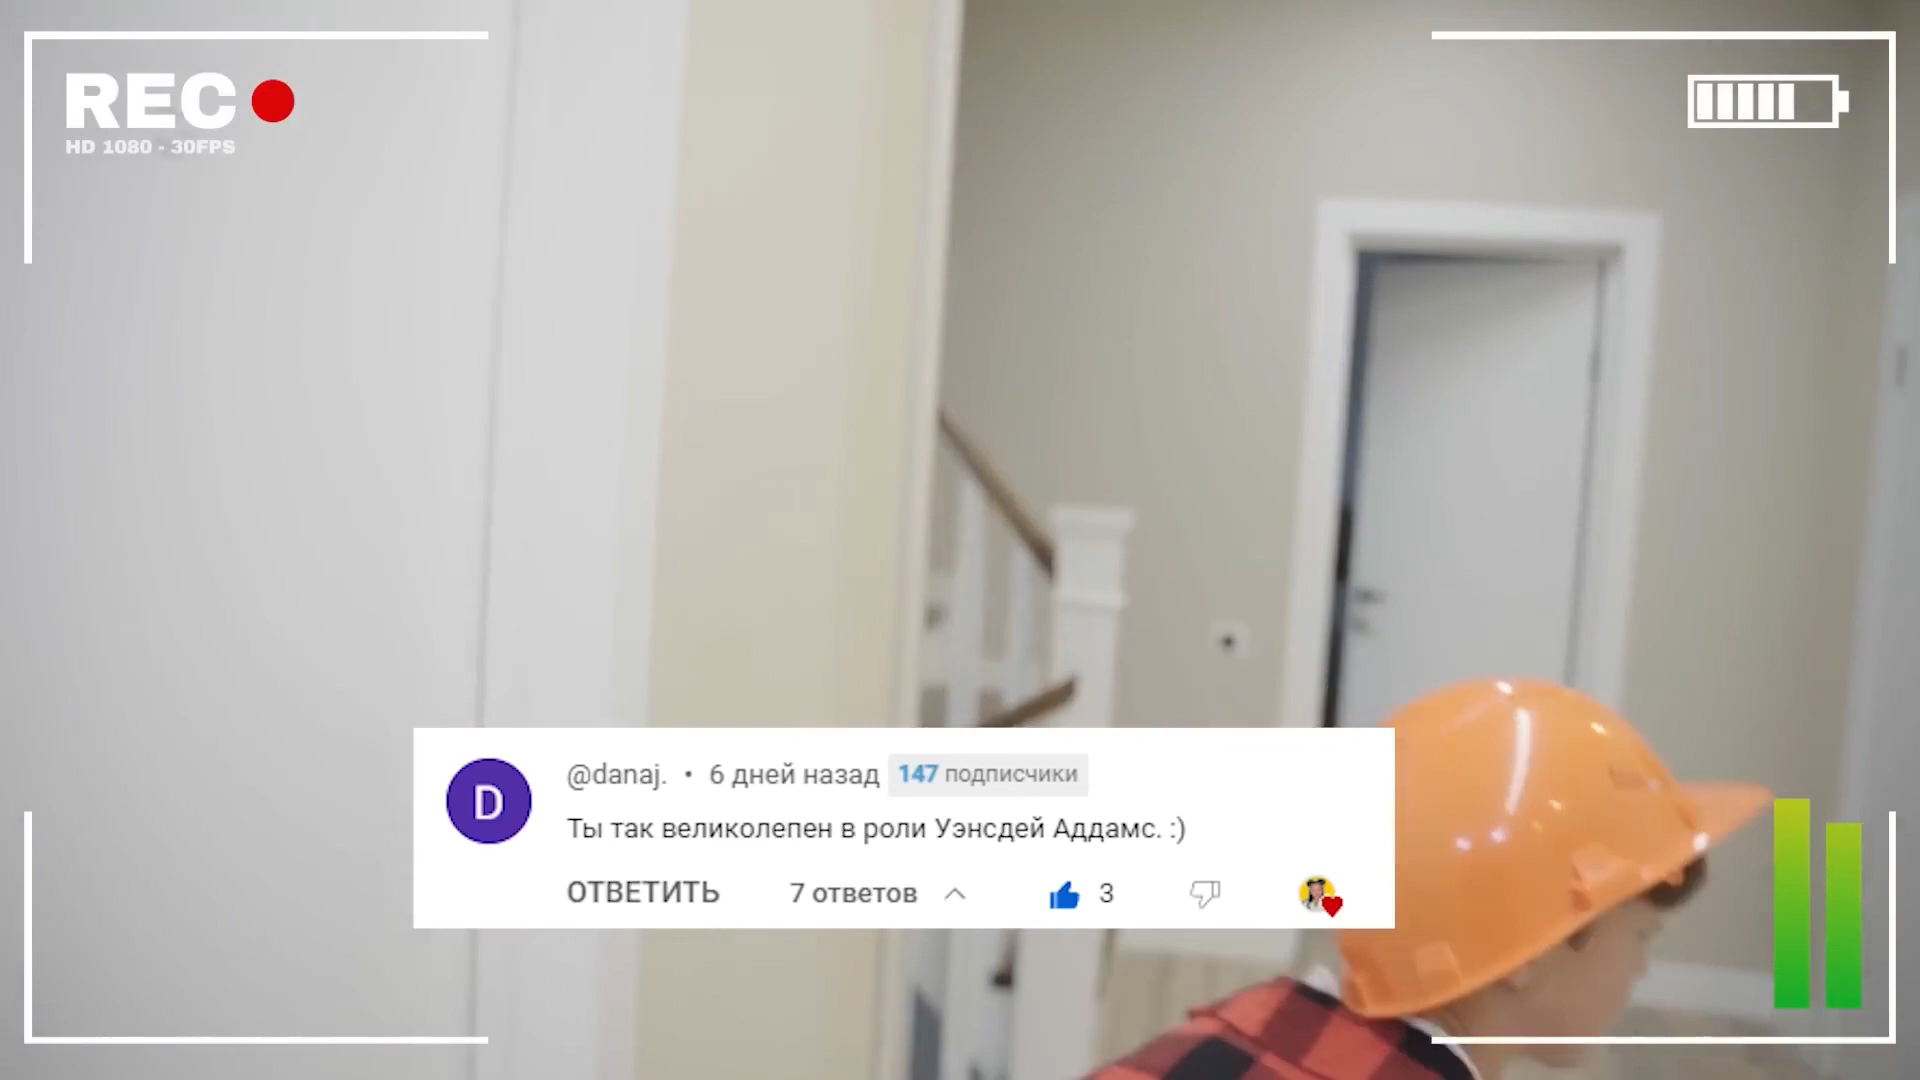 REC
HD 1080 - 30FPS
@danaj. • 6 дней назад 147 подписчики
D
Ты так великолепен в роли Уэнсдей Аддамс. :)
ОТВЕТИТЬ 7 ответов 3